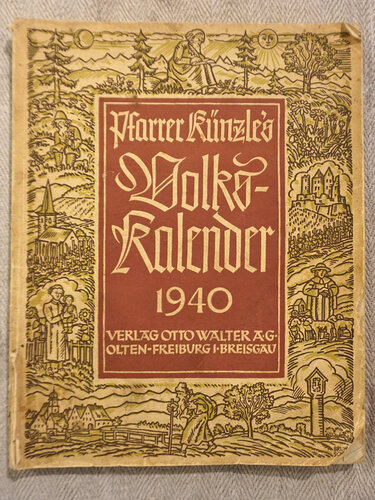 Pfarrer Künzle's
Volks-
Kalender
1940
VERLAG OTTO WALTER A·G·
OLTEN-FREIBURG I·BREISGAU